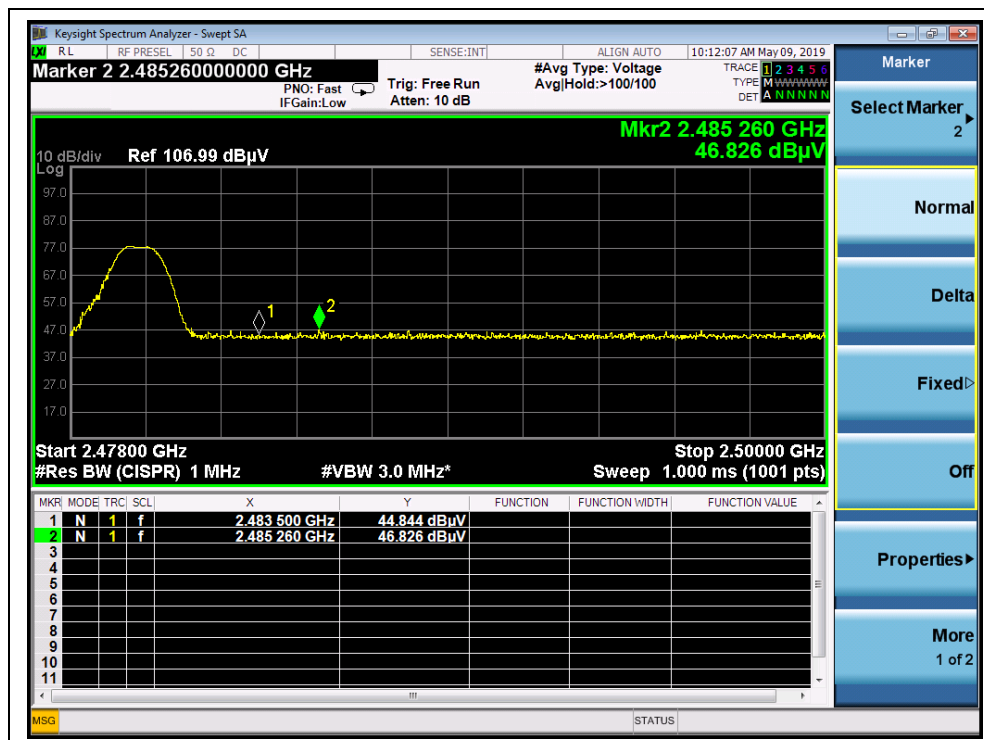 Keysight Spectrum Analyzer - Swept SA
LXI RL RF PRESEL 50 Ω DC SENSE:INT ALIGN AUTO 10:12:07 AM May 09, 2019
Marker 2 2.485260000000 GHz
PNO: Fast
IFGain:Low
Trig: Free Run
Atten: 10 dB
#Avg Type: Voltage
Avg|Hold:>100/100
TRACE 1 2 3 4 5 6
TYPE M WWWWW
DET A N N N N N
Mkr2 2.485 260 GHz
46.826 dBµV
10 dB/div Ref 106.99 dBµV
Log
97.0
87.0
77.0
67.0
57.0
47.0
37.0
27.0
17.0
1
2
Start 2.47800 GHz Stop 2.50000 GHz
#Res BW (CISPR) 1 MHz #VBW 3.0 MHz* Sweep 1.000 ms (1001 pts)
MKR MODE TRC SCL X Y FUNCTION FUNCTION WIDTH FUNCTION VALUE
1 N 1 f 2.483 500 GHz 44.844 dBµV
2 N 1 f 2.485 260 GHz 46.826 dBµV
3
4
5
6
7
8
9
10
11
MSG STATUS
Marker
Select Marker
2
Normal
Delta
Fixed
Off
Properties
More
1 of 2